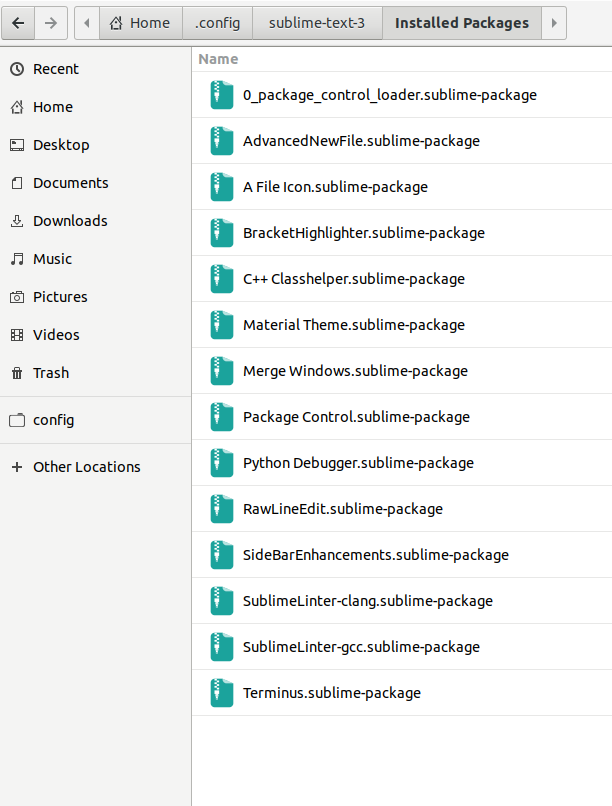 Home .config sublime-text-3 Installed Packages
Recent
Home
Desktop
Documents
Downloads
Music
Pictures
Videos
Trash
config
Other Locations
Name
0_package_control_loader.sublime-package
AdvancedNewFile.sublime-package
A File Icon.sublime-package
BracketHighlighter.sublime-package
C++ Classhelper.sublime-package
Material Theme.sublime-package
Merge Windows.sublime-package
Package Control.sublime-package
Python Debugger.sublime-package
RawLineEdit.sublime-package
SideBarEnhancements.sublime-package
SublimeLinter-clang.sublime-package
SublimeLinter-gcc.sublime-package
Terminus.sublime-package